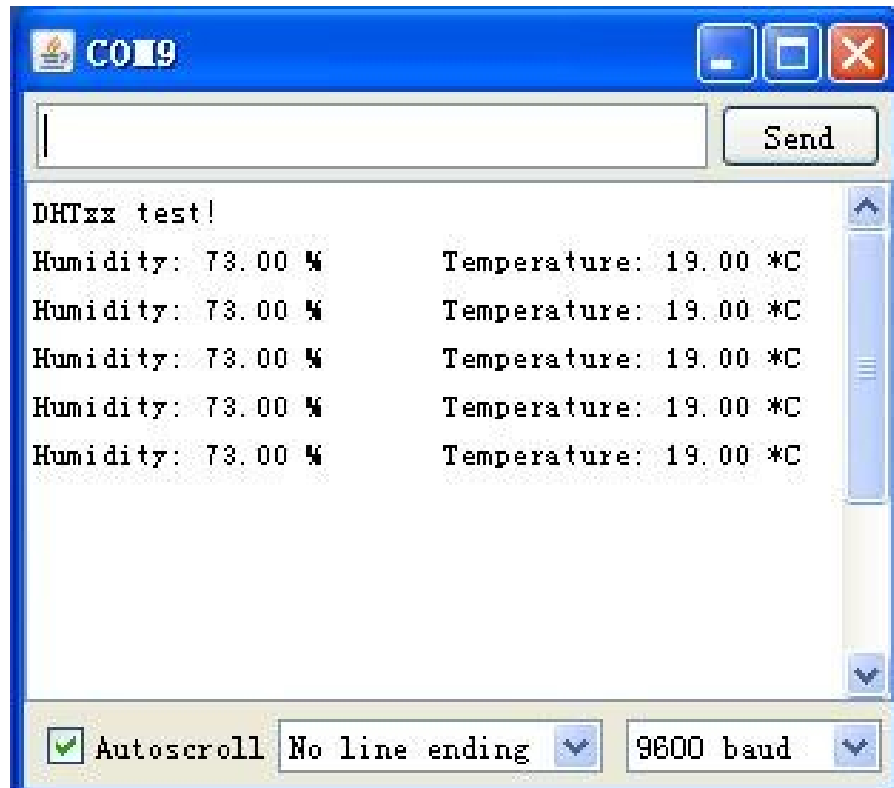 COM9
Send
DHTxx test!
Humidity: 73.00 % Temperature: 19.00 *C
Humidity: 73.00 % Temperature: 19.00 *C
Humidity: 73.00 % Temperature: 19.00 *C
Humidity: 73.00 % Temperature: 19.00 *C
Humidity: 73.00 % Temperature: 19.00 *C
Autoscroll No line ending 9600 baud